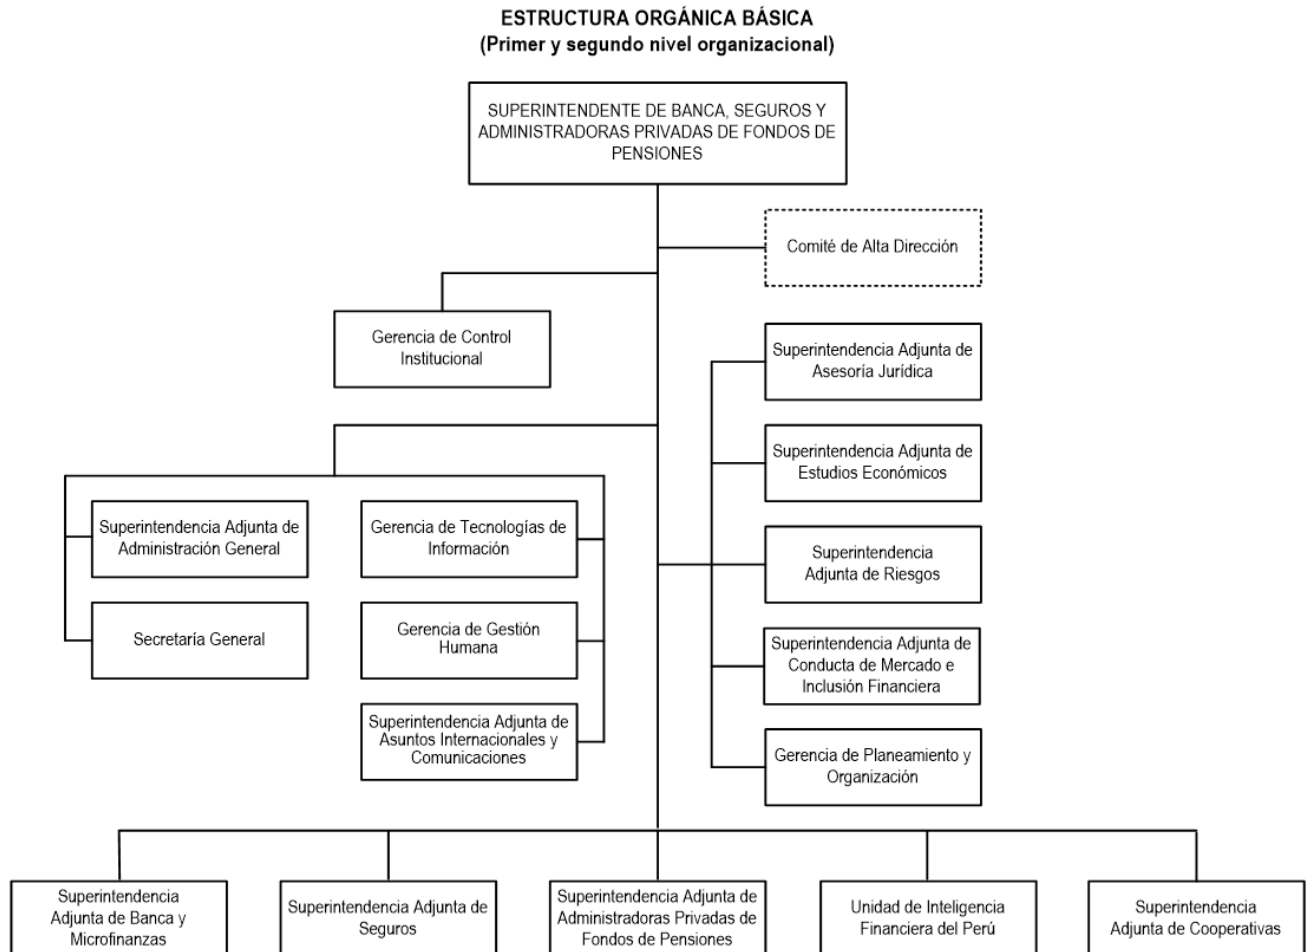 ESTRUCTURA ORGÁNICA BÁSICA
(Primer y segundo nivel organizacional)
SUPERINTENDENTE DE BANCA, SEGUROS Y
ADMINISTRADORAS PRIVADAS DE FONDOS DE
PENSIONES
Comité de Alta Dirección
Gerencia de Control
Institucional
Superintendencia Adjunta de
Asesoría Jurídica
Superintendencia Adjunta de
Estudios Económicos
Superintendencia
Adjunta de Riesgos
Superintendencia Adjunta de
Conducta de Mercado e
Inclusión Financiera
Gerencia de Planeamiento y
Organización
Superintendencia Adjunta de
Administración General
Secretaría General
Gerencia de Tecnologías de
Información
Gerencia de Gestión
Humana
Superintendencia Adjunta de
Asuntos Internacionales y
Comunicaciones
Superintendencia
Adjunta de Banca y
Microfinanzas
Superintendencia Adjunta de
Seguros
Superintendencia Adjunta de
Administradoras Privadas de
Fondos de Pensiones
Unidad de Inteligencia
Financiera del Perú
Superintendencia
Adjunta de Cooperativas